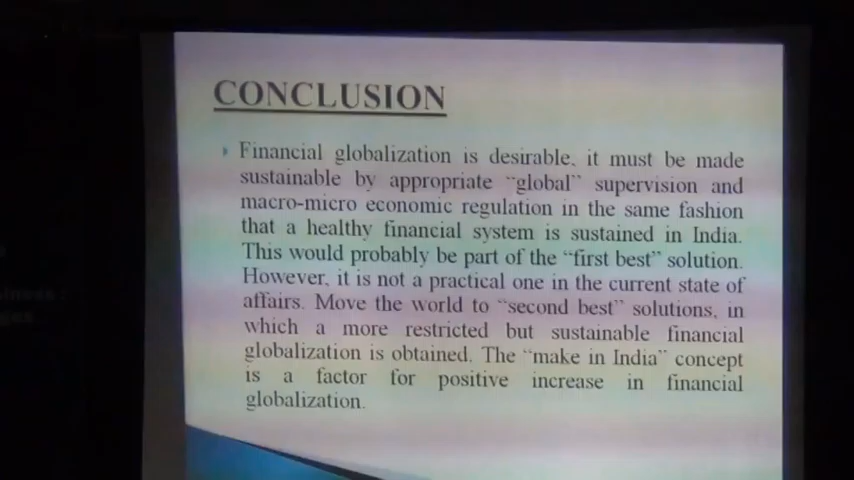 CONCLUSION
Financial globalization is desirable, it must be made
sustainable by appropriate "global" supervision and
macro-micro economic regulation in the same fashion
that a healthy financial system is sustained in India.
This would probably be part of the "first best" solution.
However, it is not a practical one in the current state of
affairs. Move the world to "second best" solutions, in
which a more restricted but sustainable financial
globalization is obtained. The "make in India" concept
is a factor for positive increase in financial
globalization.